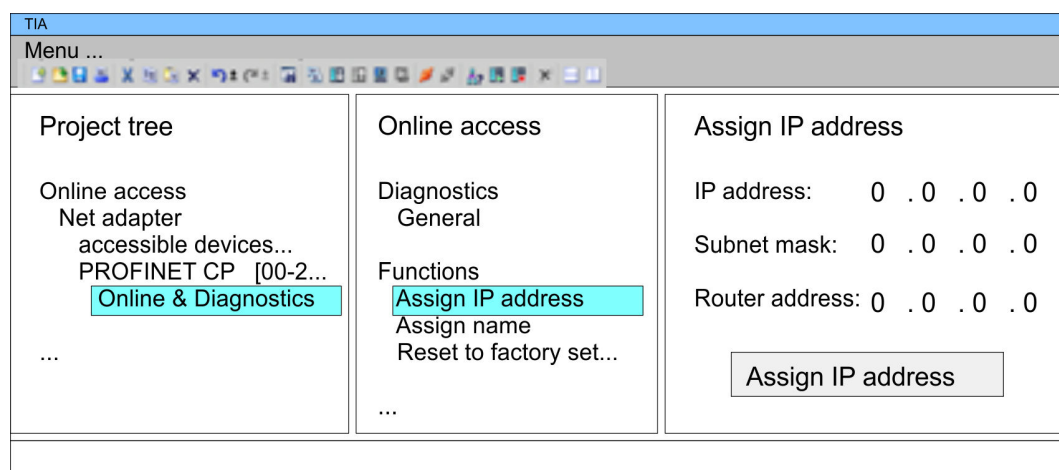 TIA
Menu ...
Project tree
Online access
Net adapter
accessible devices...
PROFINET CP [00-2...
Online & Diagnostics
...
Online access
Diagnostics
General
Functions
Assign IP address
Assign name
Reset to factory set...
...
Assign IP address
IP address: 0 . 0 . 0 . 0
Subnet mask: 0 . 0 . 0 . 0
Router address: 0 . 0 . 0 . 0
Assign IP address